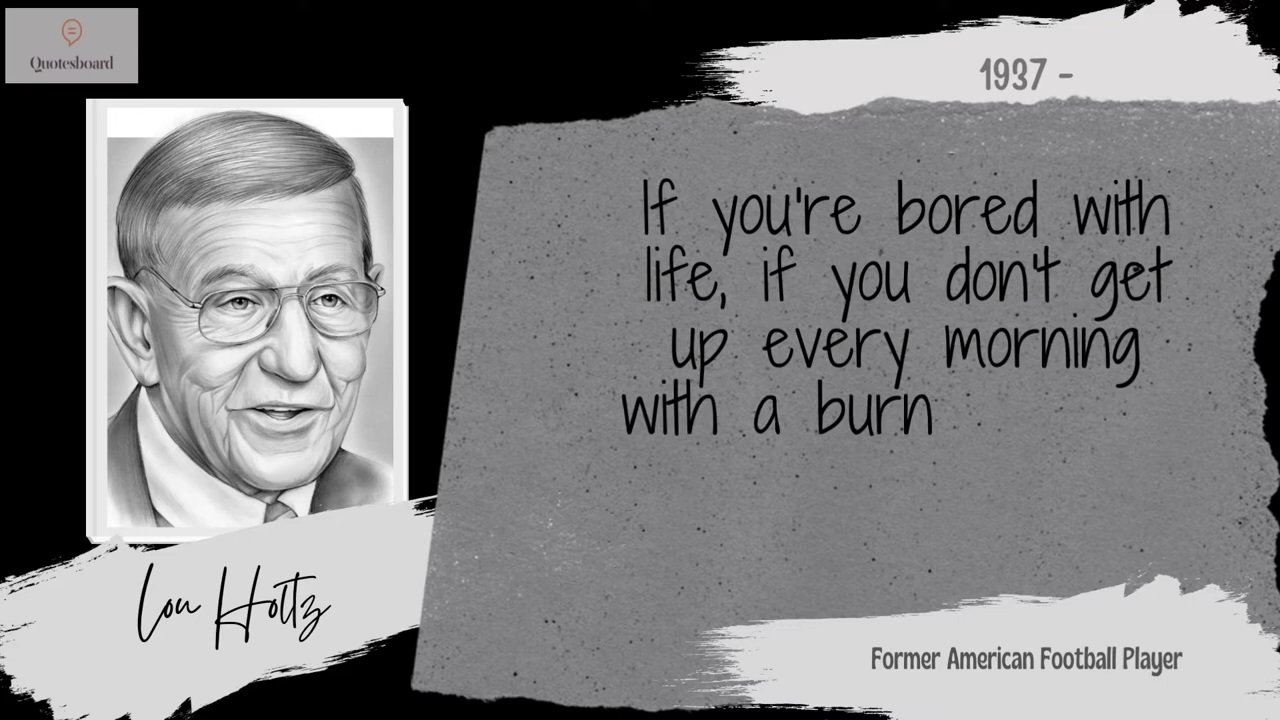 Quotesboard
1937 -
If you're bored with
life, if you don't get
up every morning
with a burn
Lou Holtz
Former American Football Player